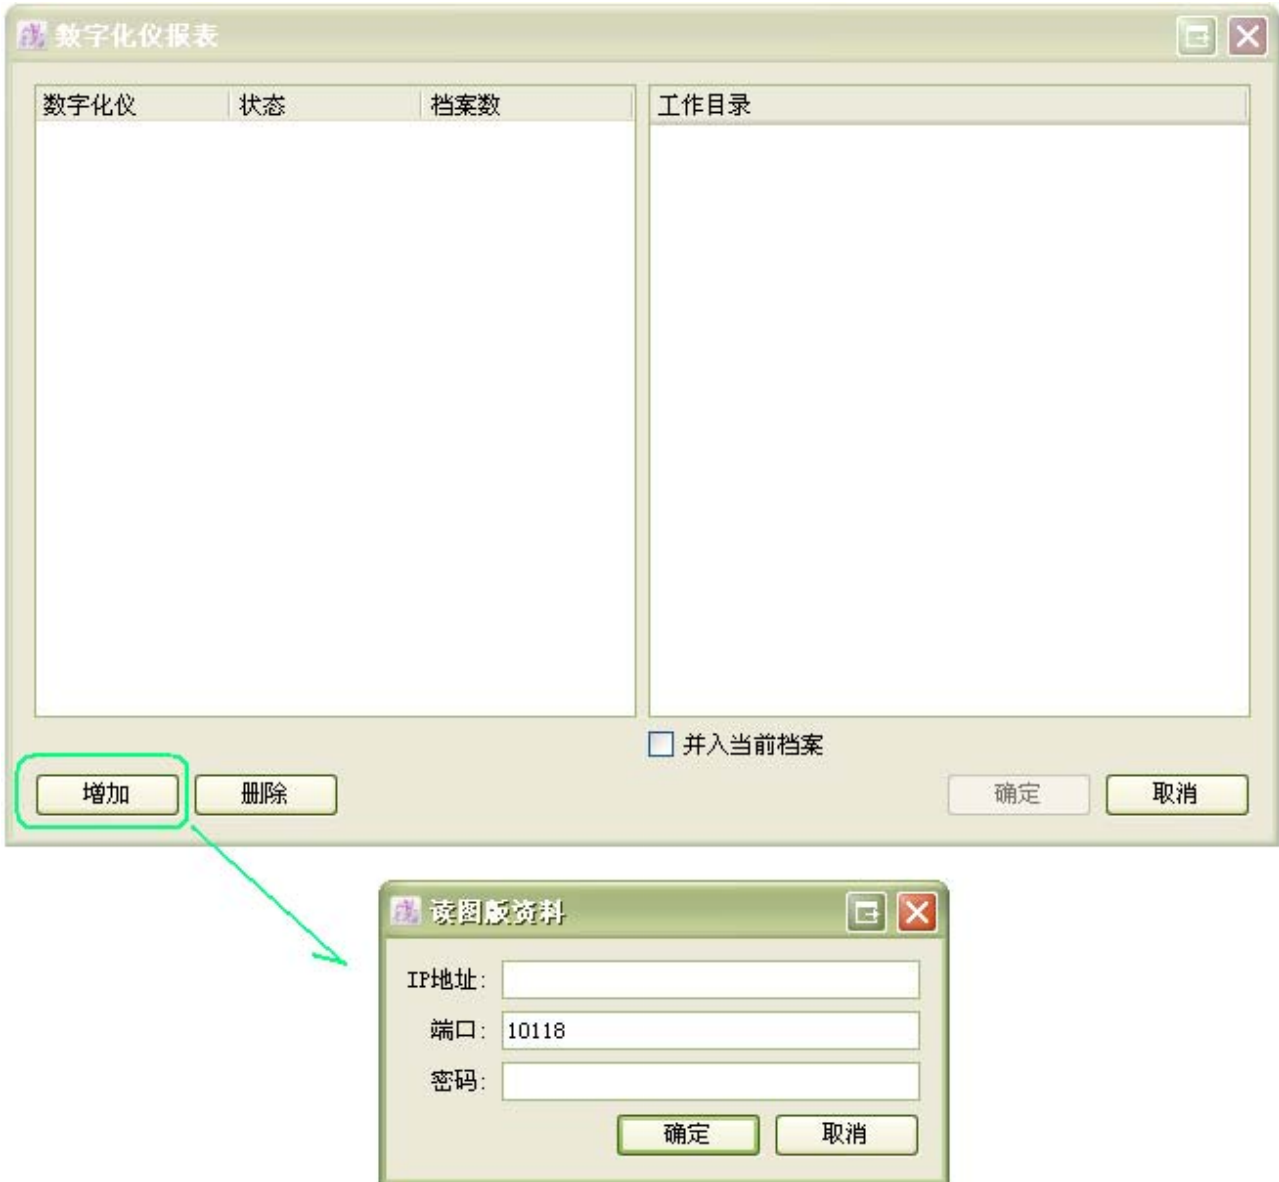 数字化仪报表
数字化仪 状态 档案数 工作目录
并入当前档案
增加 删除 确定 取消
读图版资料
IP地址:
端口: 10118
密码:
确定 取消